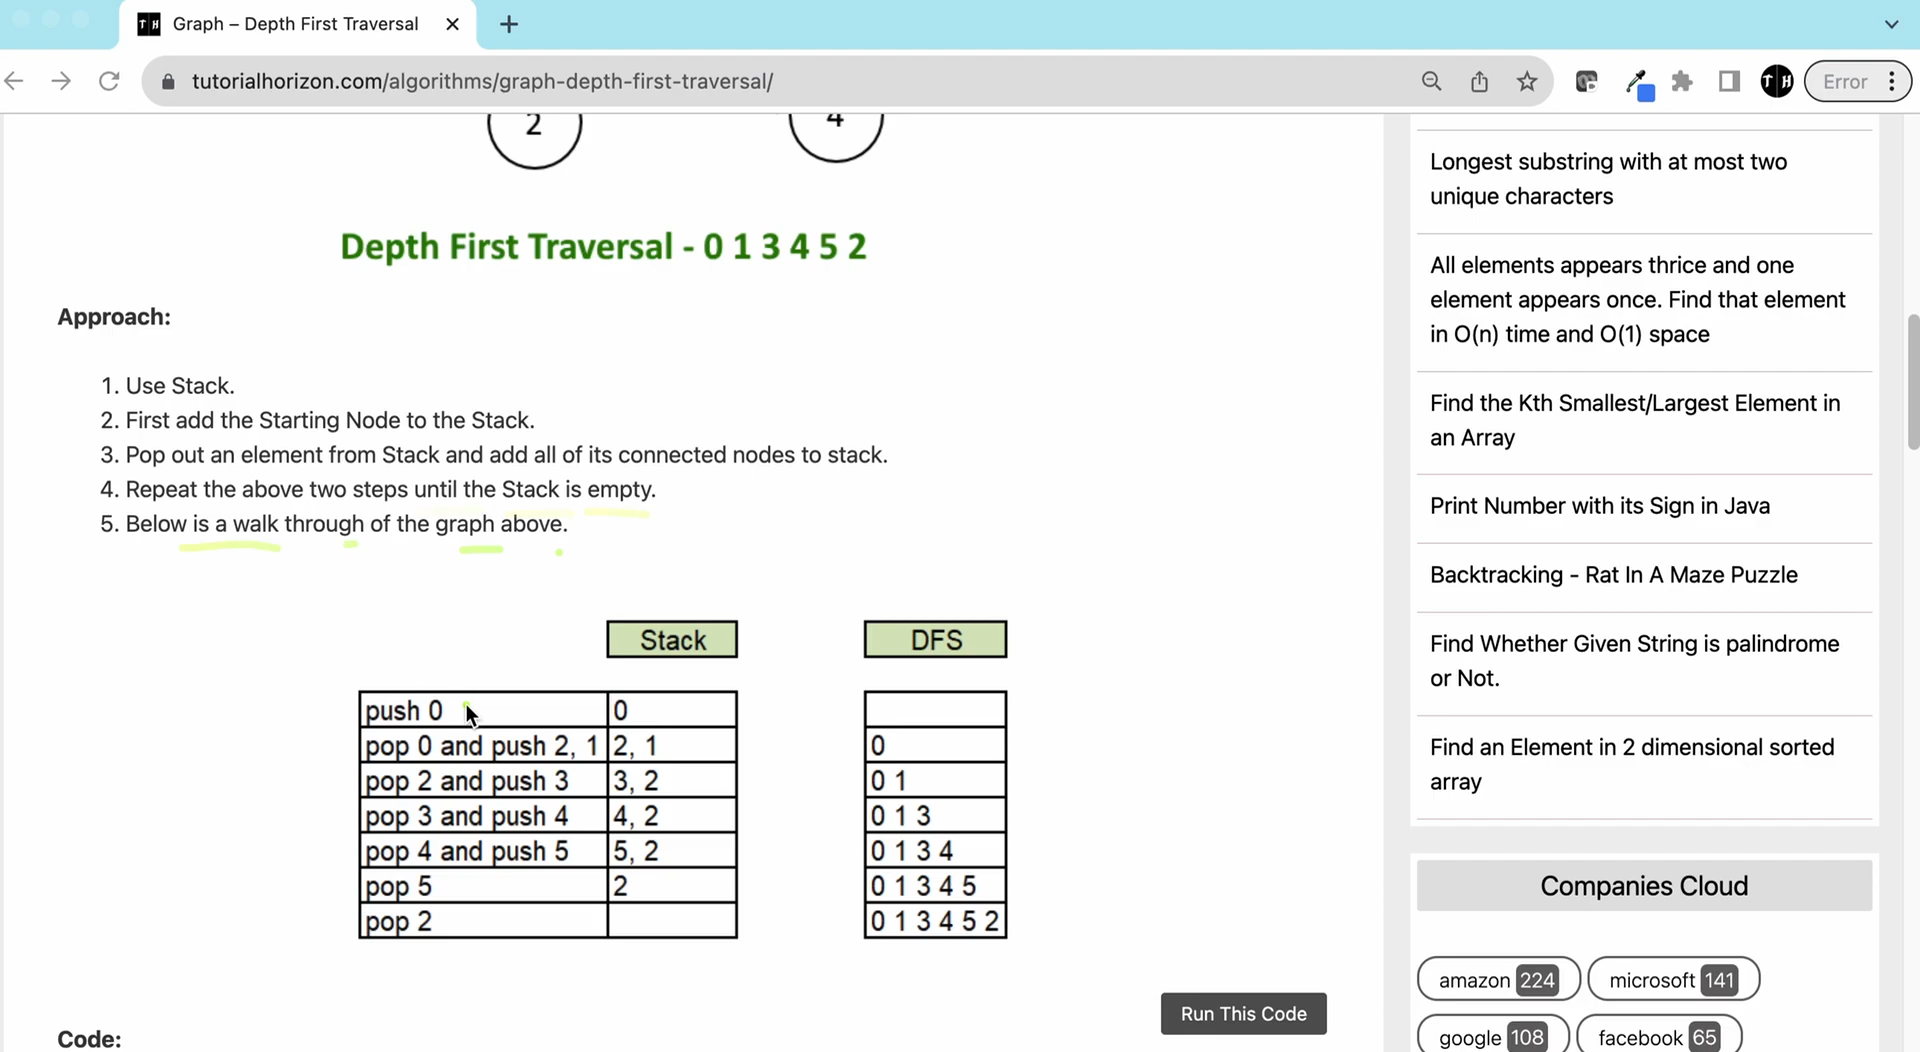 TH Graph – Depth First Traversal
tutorialhorizon.com/algorithms/graph-depth-first-traversal/
TH
Error
2
4
Depth First Traversal - 0 1 3 4 5 2
Approach:
1. Use Stack.
2. First add the Starting Node to the Stack.
3. Pop out an element from Stack and add all of its connected nodes to stack.
4. Repeat the above two steps until the Stack is empty.
5. Below is a walk through of the graph above.
Stack DFS
push 0 0
pop 0 and push 2, 1 2, 1 0
pop 2 and push 3 3, 2 0 1
pop 3 and push 4 4, 2 0 1 3
pop 4 and push 5 5, 2 0 1 3 4
pop 5 2 0 1 3 4 5
pop 2 0 1 3 4 5 2
Run This Code
Code:
Longest substring with at most two
unique characters
All elements appears thrice and one
element appears once. Find that element
in O(n) time and O(1) space
Find the Kth Smallest/Largest Element in
an Array
Print Number with its Sign in Java
Backtracking - Rat In A Maze Puzzle
Find Whether Given String is palindrome
or Not.
Find an Element in 2 dimensional sorted
array
Companies Cloud
amazon 224 microsoft 141
google 108 facebook 65